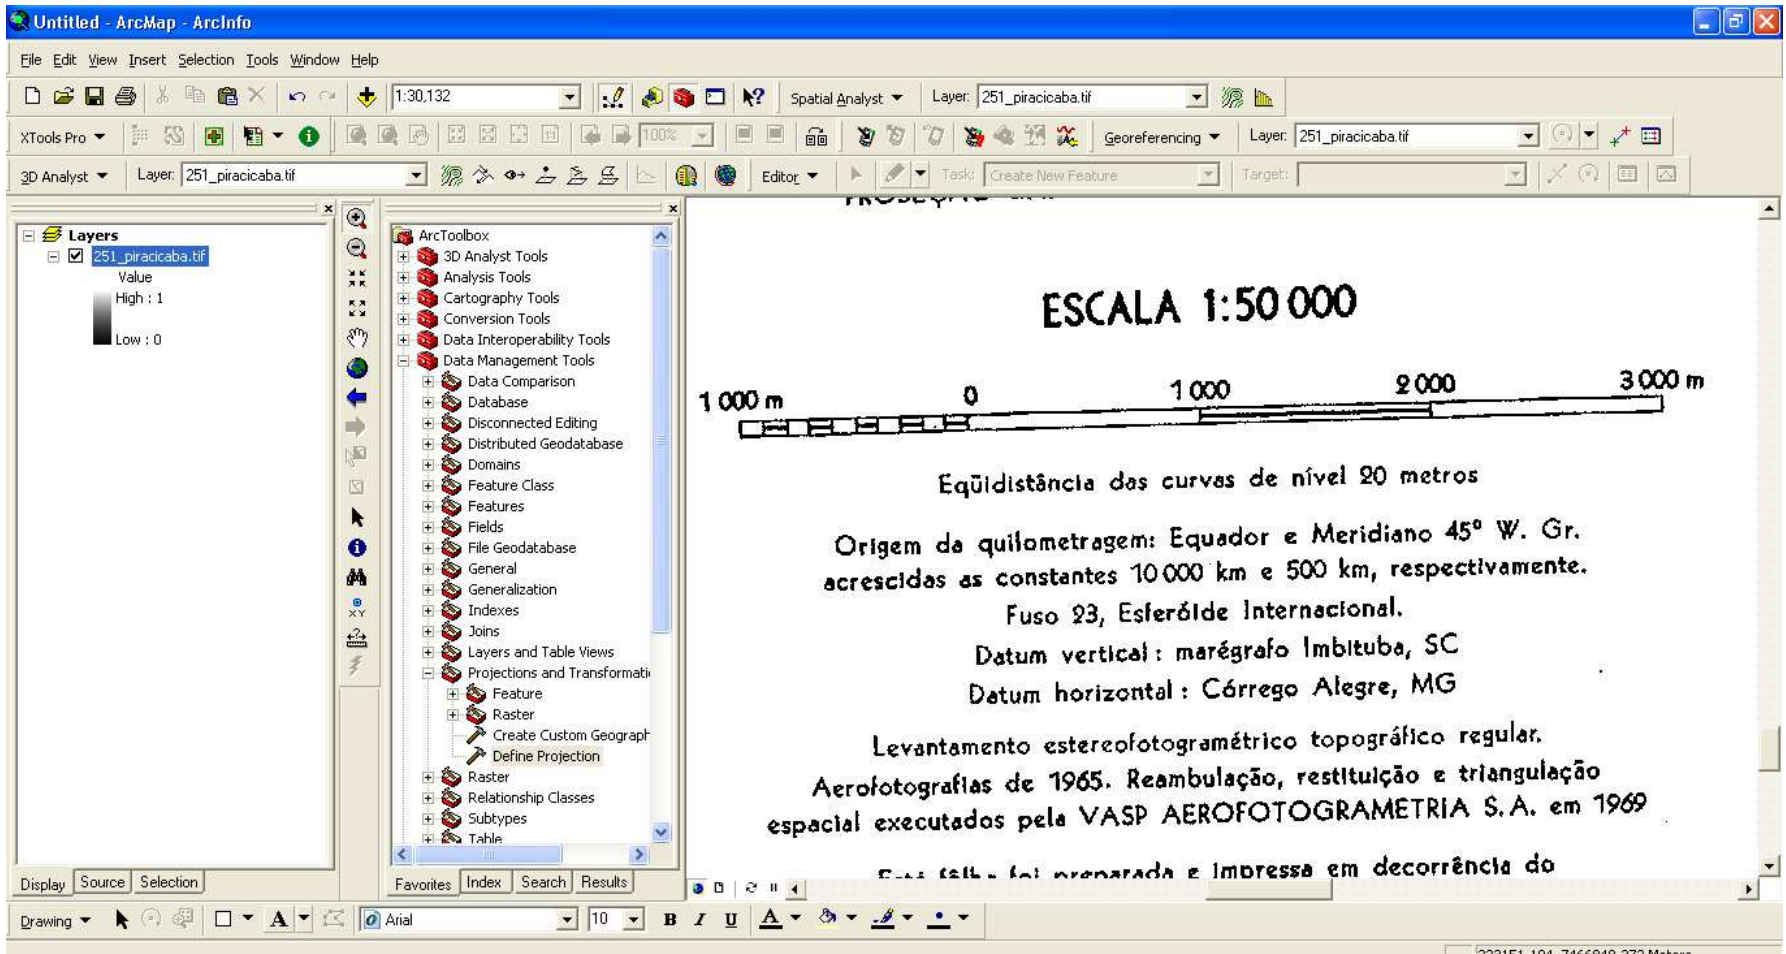 Untitled - ArcMap - ArcInfo
File Edit View Insert Selection Tools Window Help
1:30,132 Spatial Analyst Layer: 251_piracicaba.tif
XTools Pro 100% Georeferencing Layer: 251_piracicaba.tif
3D Analyst Layer: 251_piracicaba.tif Editor Task: Create New Feature Target:
Layers
251_piracicaba.tif
Value
High : 1
Low : 0
Display Source Selection
ArcToolbox
3D Analyst Tools
Analysis Tools
Cartography Tools
Conversion Tools
Data Interoperability Tools
Data Management Tools
Data Comparison
Database
Disconnected Editing
Distributed Geodatabase
Domains
Feature Class
Features
Fields
File Geodatabase
General
Generalization
Indexes
Joins
Layers and Table Views
Projections and Transformati
Feature
Raster
Create Custom Geograph
Define Projection
Raster
Relationship Classes
Subtypes
Table
Favorites Index Search Results
ESCALA 1:50 000
1 000 m 0 1 000 2 000 3 000 m
Eqüidistância das curvas de nível 20 metros
Origem da quilometragem: Equador e Meridiano 45º W. Gr.
acrescidas as constantes 10 000 km e 500 km, respectivamente.
Fuso 23, Esferóide Internacional.
Datum vertical : marégrafo Imbituba, SC
Datum horizontal : Córrego Alegre, MG
Levantamento estereofotogramétrico topográfico regular.
Aerofotografias de 1965. Reambulação, restituição e triangulação
espacial executados pela VASP AEROFOTOGRAMETRIA S. A. em 1969
foi preparada e impressa em decorrência do
Drawing A Arial 10 B I U A